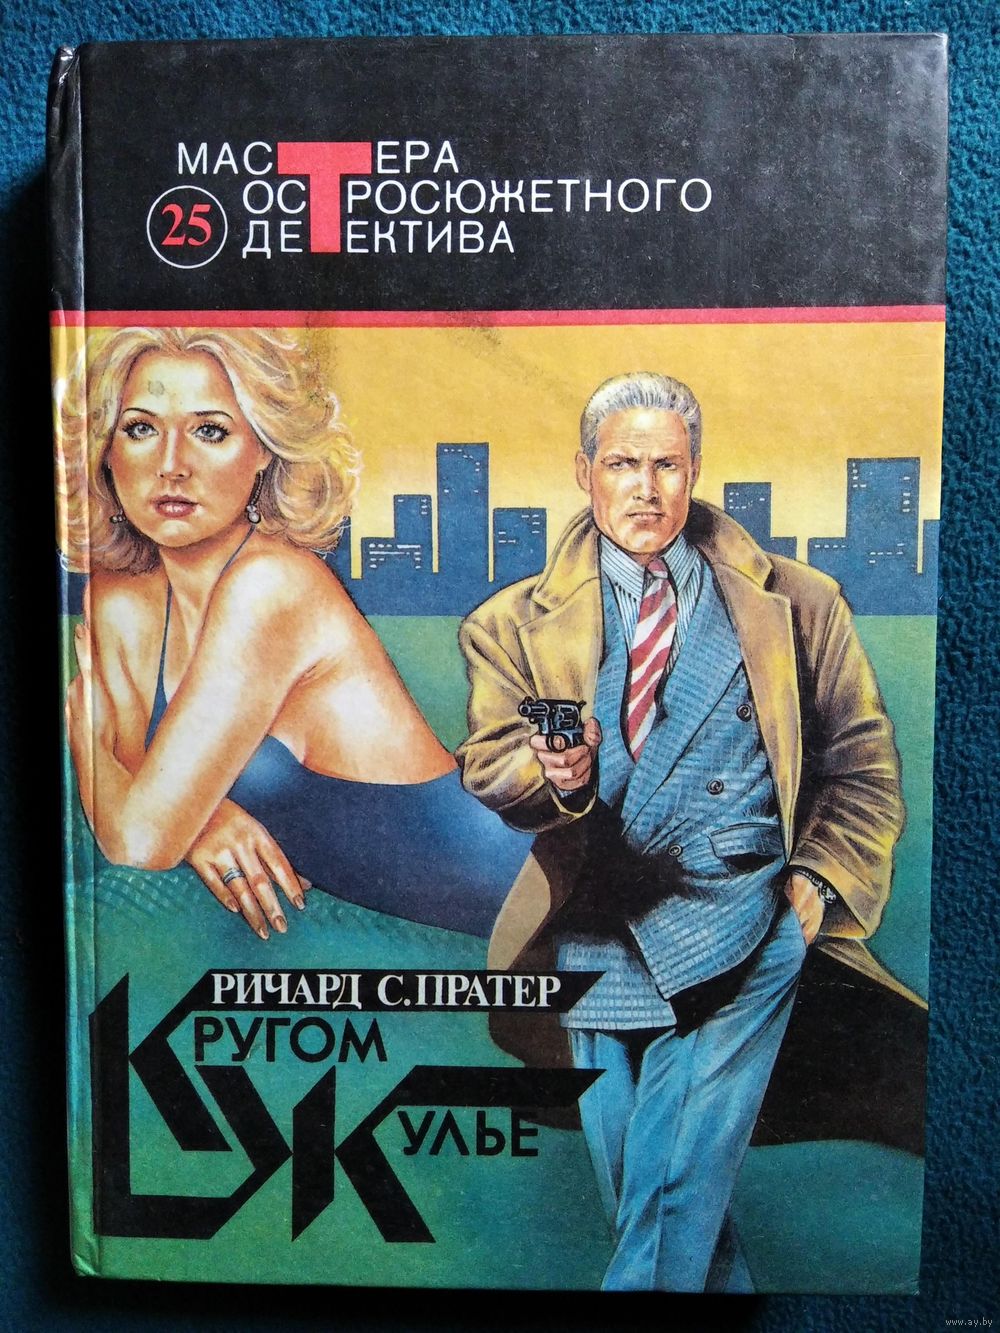 МАСТЕРА
25 ОСТРОСЮЖЕТНОГО
ДЕТЕКТИВА
РИЧАРД С. ПРАТЕР
КРУГОМ
ЖУЛЬЕ
www.ay.by